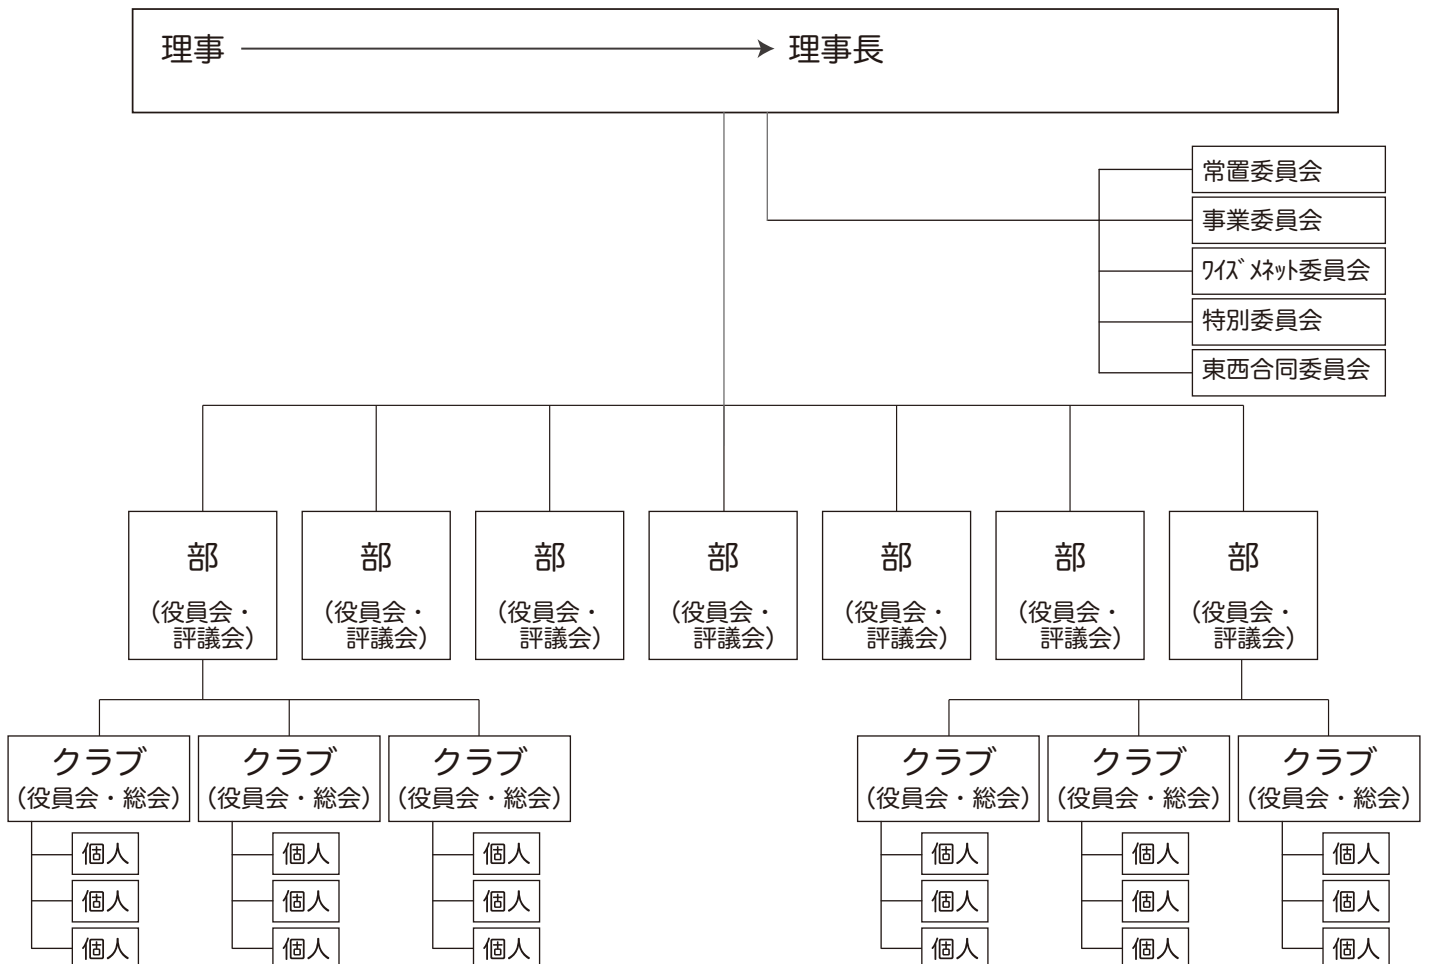 理事 理事長
常置委員会
事業委員会
ﾜｲｽﾞﾒﾈｯﾄ委員会
特別委員会
東西合同委員会
部 部 部 部 部 部 部
(役員会・ (役員会・ (役員会・ (役員会・ (役員会・ (役員会・ (役員会・
評議会) 評議会) 評議会) 評議会) 評議会) 評議会) 評議会)
クラブ クラブ クラブ クラブ クラブ クラブ
(役員会・総会) (役員会・総会) (役員会・総会) (役員会・総会) (役員会・総会) (役員会・総会)
個人 個人 個人 個人 個人 個人
個人 個人 個人 個人 個人 個人
個人 個人 個人 個人 個人 個人